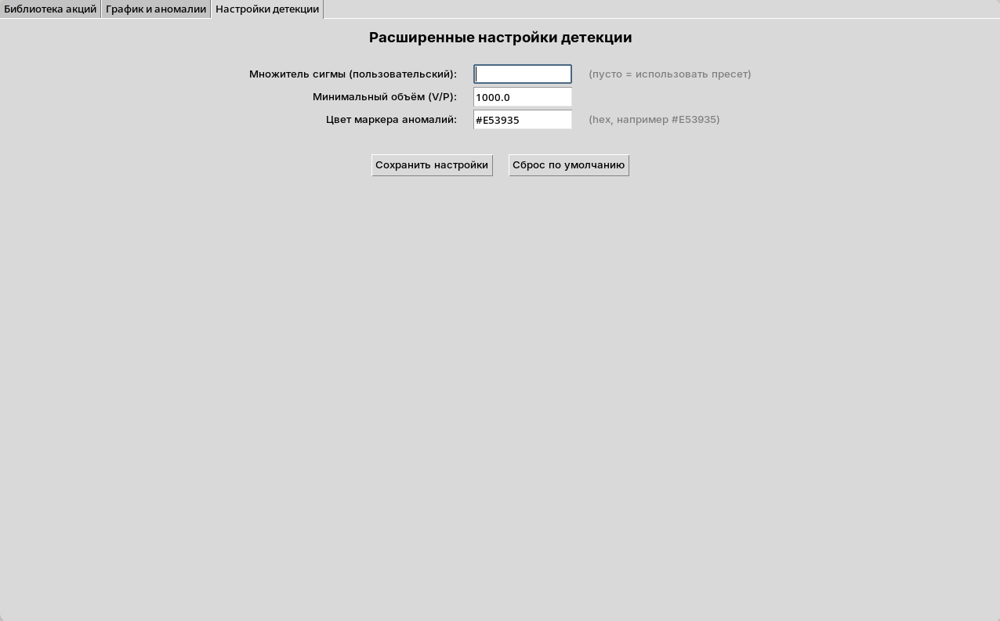 Библиотека акций График и аномалии Настройки детекции
Расширенные настройки детекции
Множитель сигмы (пользовательский): (пусто = использовать пресет)
Минимальный объём (V/P): 1000.0
Цвет маркера аномалий: #E53935 (hex, например #E53935)
Сохранить настройки Сброс по умолчанию